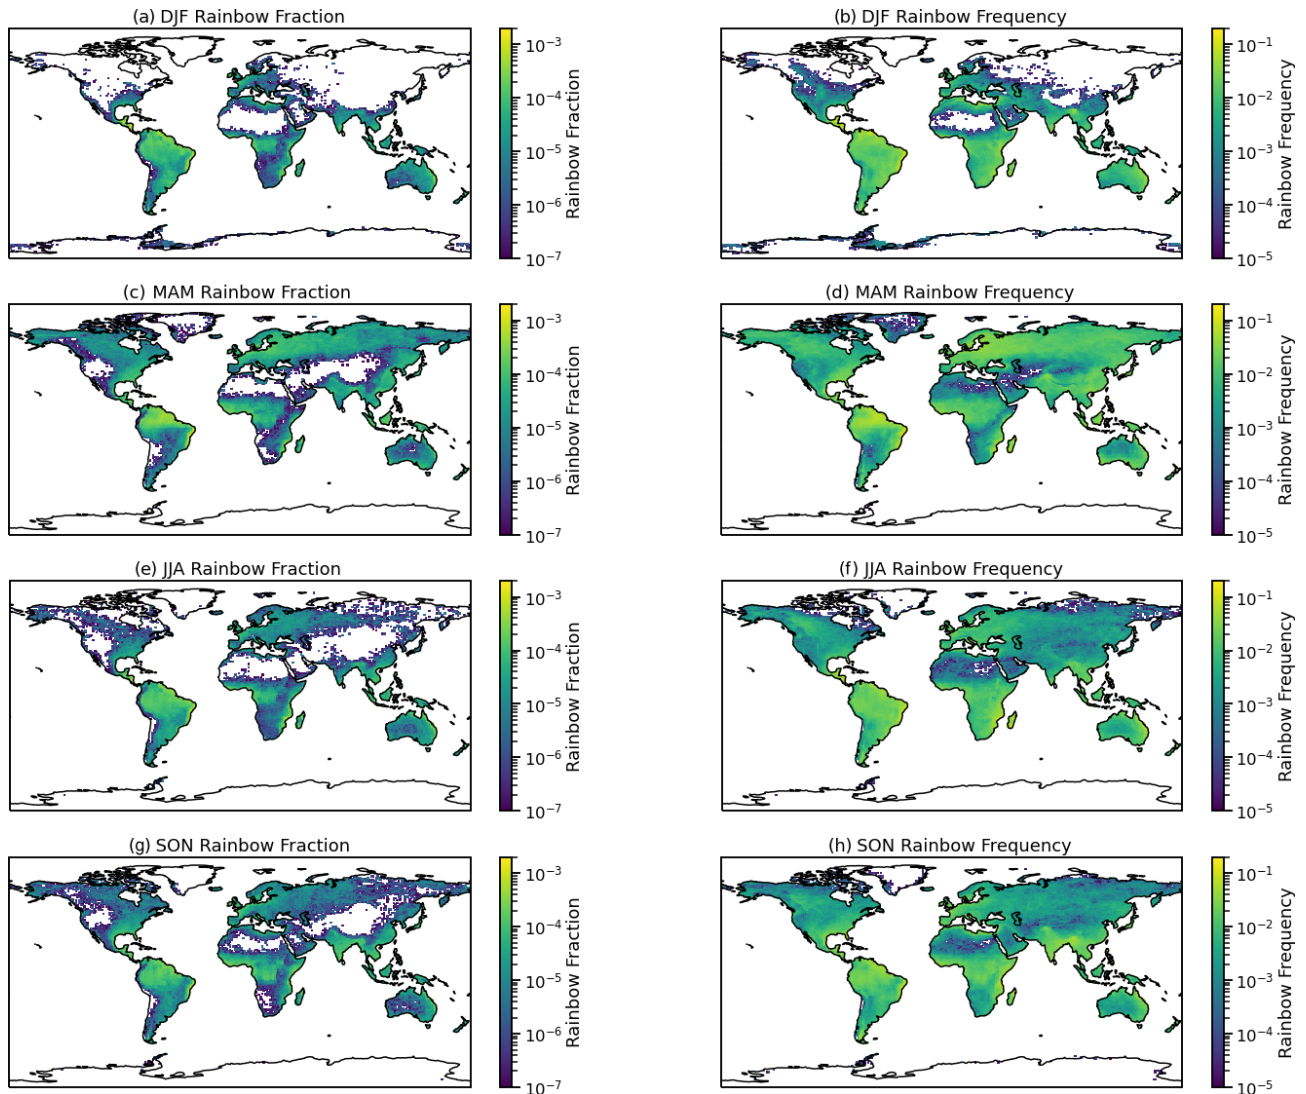 (a) DJF Rainbow Fraction
10⁻³
10⁻⁴
10⁻⁵
10⁻⁶
10⁻⁷
Rainbow Fraction
(b) DJF Rainbow Frequency
10⁻¹
10⁻²
10⁻³
10⁻⁴
10⁻⁵
Rainbow Frequency
(c) MAM Rainbow Fraction
10⁻³
10⁻⁴
10⁻⁵
10⁻⁶
10⁻⁷
Rainbow Fraction
(d) MAM Rainbow Frequency
10⁻¹
10⁻²
10⁻³
10⁻⁴
10⁻⁵
Rainbow Frequency
(e) JJA Rainbow Fraction
10⁻³
10⁻⁴
10⁻⁵
10⁻⁶
10⁻⁷
Rainbow Fraction
(f) JJA Rainbow Frequency
10⁻¹
10⁻²
10⁻³
10⁻⁴
10⁻⁵
Rainbow Frequency
(g) SON Rainbow Fraction
10⁻³
10⁻⁴
10⁻⁵
10⁻⁶
10⁻⁷
Rainbow Fraction
(h) SON Rainbow Frequency
10⁻¹
10⁻²
10⁻³
10⁻⁴
10⁻⁵
Rainbow Frequency